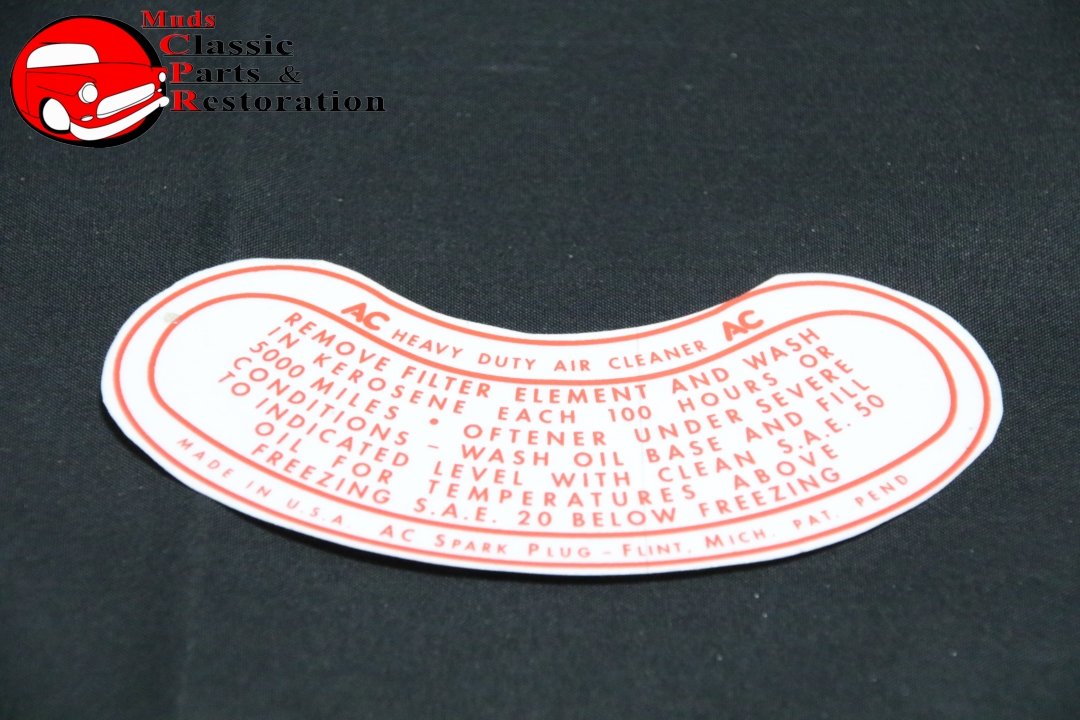 Muds
Classic
Parts &
Restoration
AC HEAVY DUTY AIR CLEANER AC
REMOVE FILTER ELEMENT AND WASH
IN KEROSENE EACH 100 HOURS OR
5000 MILES • OFTENER UNDER SEVERE
CONDITIONS – WASH OIL BASE AND FILL
TO INDICATED LEVEL WITH CLEAN S.A.E. 50
OIL FOR TEMPERATURES ABOVE
FREEZING S.A.E. 20 BELOW FREEZING
MADE IN U.S.A. AC SPARK PLUG – FLINT, MICH. PAT. PEND